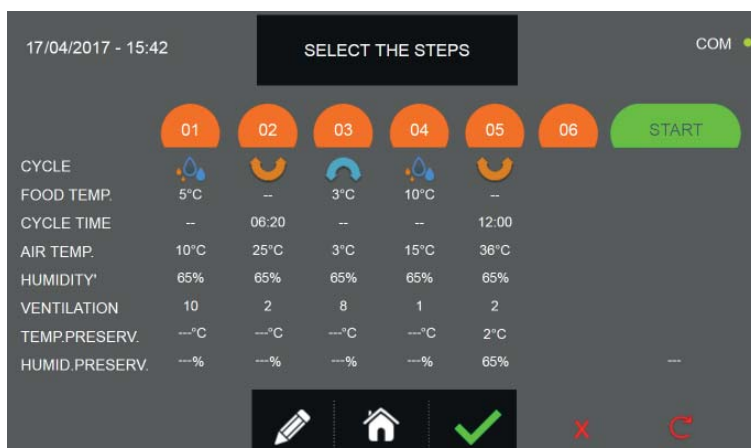 17/04/2017 - 15:42 SELECT THE STEPS COM
01 02 03 04 05 06 START
CYCLE
FOOD TEMP. 5°C -- 3°C 10°C --
CYCLE TIME -- 06:20 -- -- 12:00
AIR TEMP. 10°C 25°C 3°C 15°C 36°C
HUMIDITY' 65% 65% 65% 65% 65%
VENTILATION 10 2 8 1 2
TEMP.PRESERV. ---°C ---°C ---°C ---°C 2°C
HUMID.PRESERV. ---% ---% ---% ---% 65% ---
X